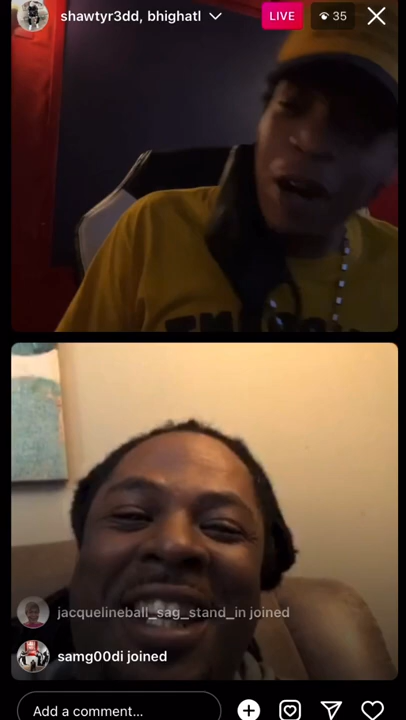 shawtyr3dd, bhighatl
LIVE
35
jacquelineball_sag_stand_in joined
samg00di joined
Add a comment...